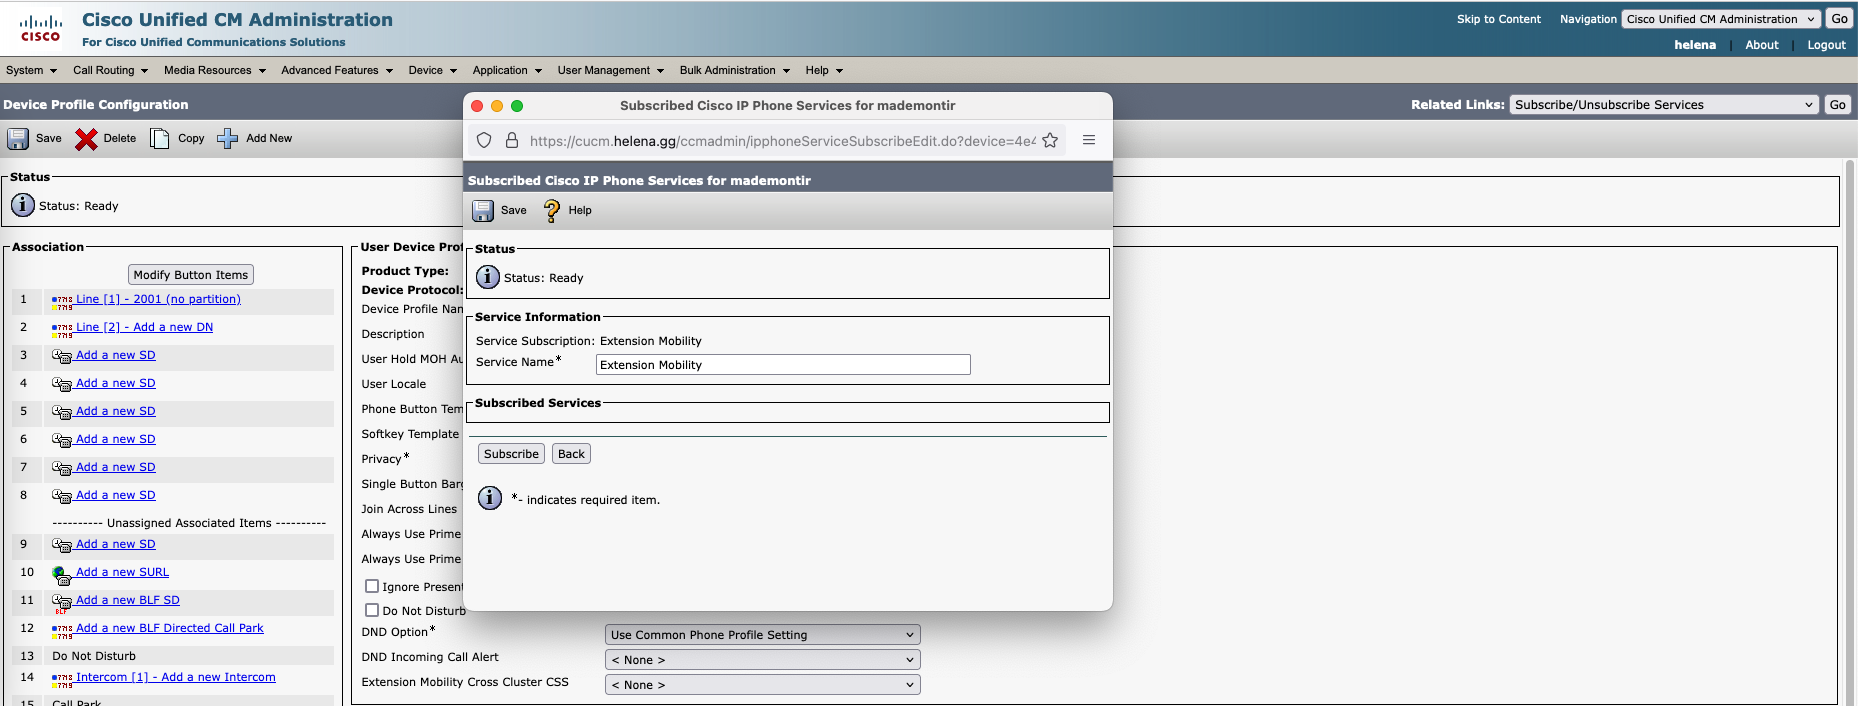 Cisco Unified CM Administration
For Cisco Unified Communications Solutions
CISCO
Skip to Content Navigation Cisco Unified CM Administration Go
helena | About | Logout
System Call Routing Media Resources Advanced Features Device Application User Management Bulk Administration Help
Device Profile Configuration
Related Links: Subscribe/Unsubscribe Services Go
Save Delete Copy Add New
Status
Status: Ready
Association
Modify Button Items
1 Line [1] - 2001 (no partition)
2 Line [2] - Add a new DN
3 Add a new SD
4 Add a new SD
5 Add a new SD
6 Add a new SD
7 Add a new SD
8 Add a new SD
---------- Unassigned Associated Items ----------
9 Add a new SD
10 Add a new SURL
11 Add a new BLF SD
12 Add a new BLF Directed Call Park
13 Do Not Disturb
14 Intercom [1] - Add a new Intercom
15 Call Park
User Device Prof
Product Type:
Device Protocol:
Device Profile Nam
Description
User Hold MOH Au
User Locale
Phone Button Tem
Softkey Template
Privacy*
Single Button Barg
Join Across Lines
Always Use Prime
Always Use Prime
Ignore Present
Do Not Disturb
DND Option* Use Common Phone Profile Setting
DND Incoming Call Alert < None >
Extension Mobility Cross Cluster CSS < None >
Subscribed Cisco IP Phone Services for mademontir
https://cucm.helena.gg/ccmadmin/ipphoneServiceSubscribeEdit.do?device=4e4
Subscribed Cisco IP Phone Services for mademontir
Save Help
Status
Status: Ready
Service Information
Service Subscription: Extension Mobility
Service Name* Extension Mobility
Subscribed Services
Subscribe Back
*- indicates required item.